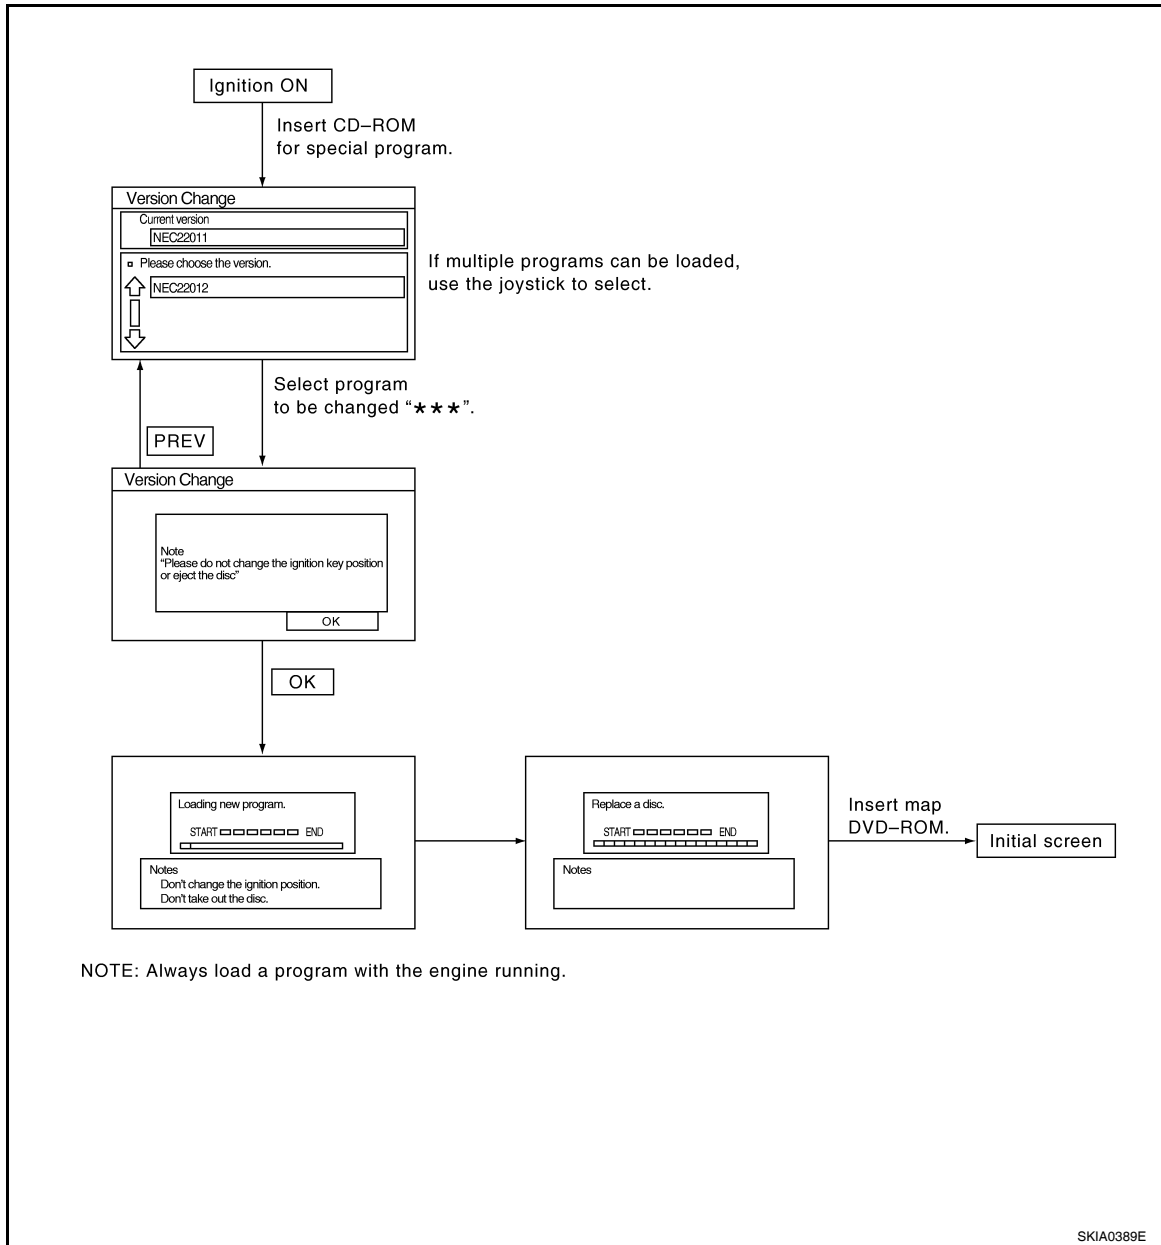 Ignition ON
Insert CD–ROM
for special program.
Version Change
Current version
NEC22011
Please choose the version.
NEC22012
If multiple programs can be loaded,
use the joystick to select.
Select program
to be changed “★★★”.
PREV
Version Change
Note
“Please do not change the ignition key position
or eject the disc”
OK
OK
Loading new program.
START END
Notes
Don’t change the ignition position.
Don’t take out the disc.
Replace a disc.
START END
Notes
Insert map
DVD–ROM.
Initial screen
NOTE: Always load a program with the engine running.
SKIA0389E